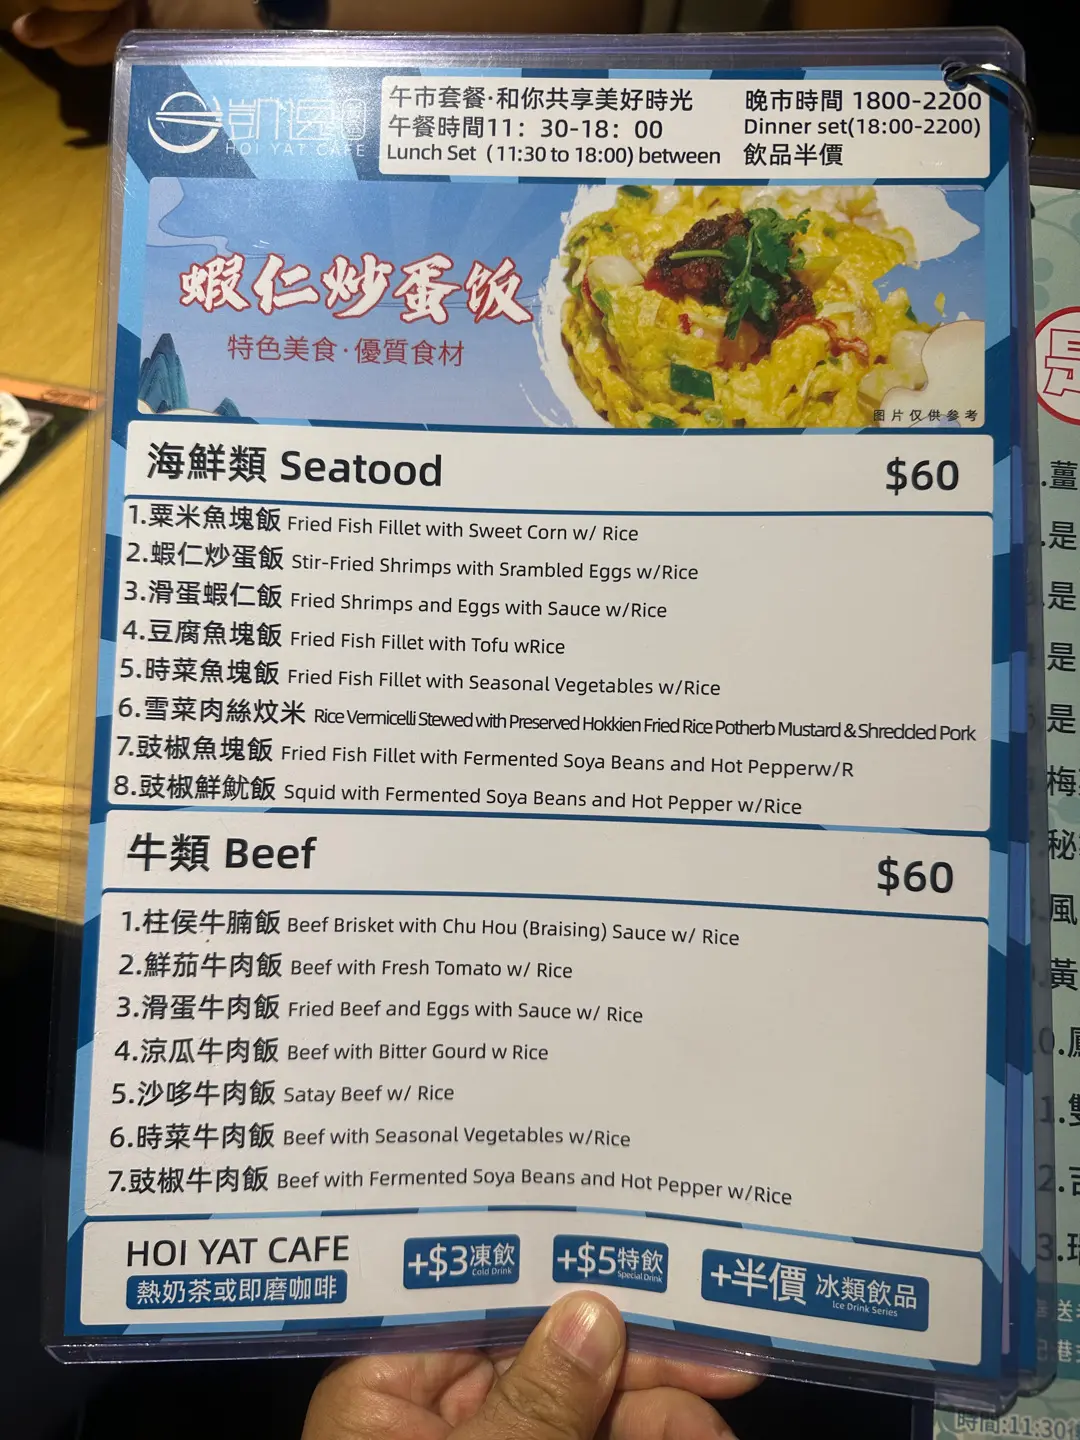 凱逸
HOI YAT CAFE
午市套餐·和你共享美好時光
午餐時間11：30-18：00
Lunch Set（11:30 to 18:00) between
晚市時間 1800-2200
Dinner set(18:00-2200)
飲品半價
蝦仁炒蛋饭
特色美食·優質食材
图片仅供参考
海鮮類 Seatood $60
1.粟米魚塊飯 Fried Fish Fillet with Sweet Corn w/ Rice
2.蝦仁炒蛋飯 Stir-Fried Shrimps with Srambled Eggs w/Rice
3.滑蛋蝦仁飯 Fried Shrimps and Eggs with Sauce w/Rice
4.豆腐魚塊飯 Fried Fish Fillet with Tofu wRice
5.時菜魚塊飯 Fried Fish Fillet with Seasonal Vegetables w/Rice
6.雪菜肉絲炆米 Rice Vermicelli Stewed with Preserved Hokkien Fried Rice Potherb Mustard & Shredded Pork
7.豉椒魚塊飯 Fried Fish Fillet with Fermented Soya Beans and Hot Pepperw/R
8.豉椒鮮魷飯 Squid with Fermented Soya Beans and Hot Pepper w/Rice
牛類 Beef $60
1.柱侯牛腩飯 Beef Brisket with Chu Hou (Braising) Sauce w/ Rice
2.鮮茄牛肉飯 Beef with Fresh Tomato w/ Rice
3.滑蛋牛肉飯 Fried Beef and Eggs with Sauce w/ Rice
4.涼瓜牛肉飯 Beef with Bitter Gourd w Rice
5.沙哆牛肉飯 Satay Beef w/ Rice
6.時菜牛肉飯 Beef with Seasonal Vegetables w/Rice
7.豉椒牛肉飯 Beef with Fermented Soya Beans and Hot Pepper w/Rice
HOI YAT CAFE
熱奶茶或即磨咖啡
+$3凍飲
Cold Drink
+$5特飲
Special Drink
+半價 冰類飲品
Ice Drink Series
.薑
.是
.是
是
是
梅
秘
風
黃
0.鳳
1.雙
2.吉
3.
送
港
時間:11:30